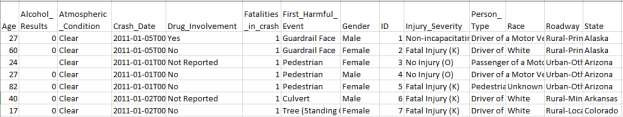 Alcohol_ Atmospheric Fatalities First_Harmful_ Person_
Age Results _Condition Crash_Date Drug_Involvement _in_crash Event Gender ID Injury_Severity Type Race Roadway State
27 0 Clear 2011-01-05T00 Yes 1 Guardrail Face Male 1 Non-incapacitatin Driver of a Motor Ve Rural-Prin Alaska
60 0 Clear 2011-01-05T00 No 1 Guardrail Face Female 2 Fatal Injury (K) Driver of White Rural-Prin Alaska
24 Clear 2011-01-01T00 Not Reported 1 Pedestrian Female 3 No Injury (O) Passenger of a Motor Ve Urban-Oth Arizona
27 0 Clear 2011-01-01T00 No 1 Pedestrian Male 4 No Injury (O) Driver of a Motor Ve Urban-Oth Arizona
82 Clear 2011-01-01T00 No 1 Pedestrian Female 5 Fatal Injury (K) Pedestria Unknown Urban-Oth Arizona
40 0 Clear 2011-01-02T00 Not Reported 1 Culvert Male 6 Fatal Injury (K) Driver of White Rural-Min Arkansas
17 Clear 2011-01-02T00 No 1 Tree (Standing Female 7 Fatal Injury (K) Driver of White Rural-Loca Colorado